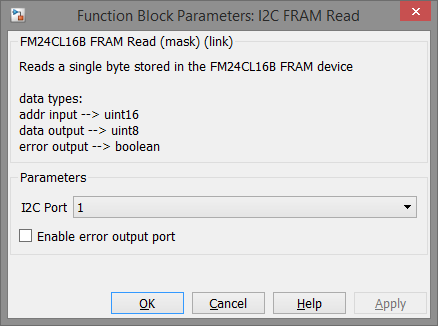 Function Block Parameters: I2C FRAM Read
FM24CL16B FRAM Read (mask) (link)
Reads a single byte stored in the FM24CL16B FRAM device
data types:
addr input --> uint16
data output --> uint8
error output --> boolean
Parameters
I2C Port 1
Enable error output port
OK Cancel Help Apply